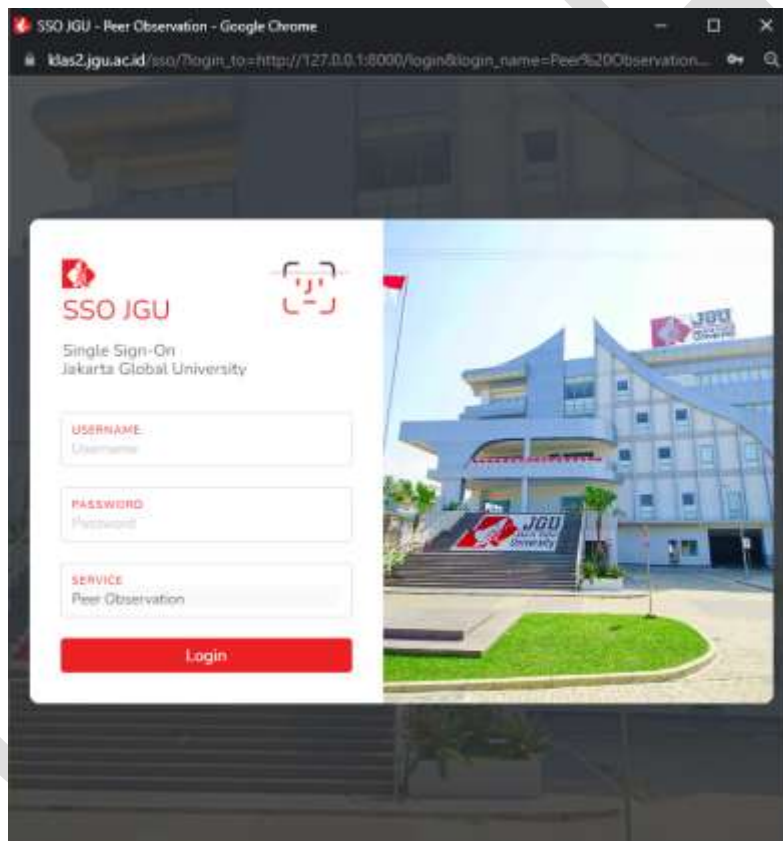 SSO JGU - Peer Observation - Google Chrome
klas2.jgu.ac.id/sso/?login_to=http://127.0.0.1:8000/login&login_name=Peer%20Observation...
SSO JGU
Single Sign-On
Jakarta Global University
USERNAME
Username
PASSWORD
Password
SERVICE
Peer Observation
Login
JGU
JGU
University